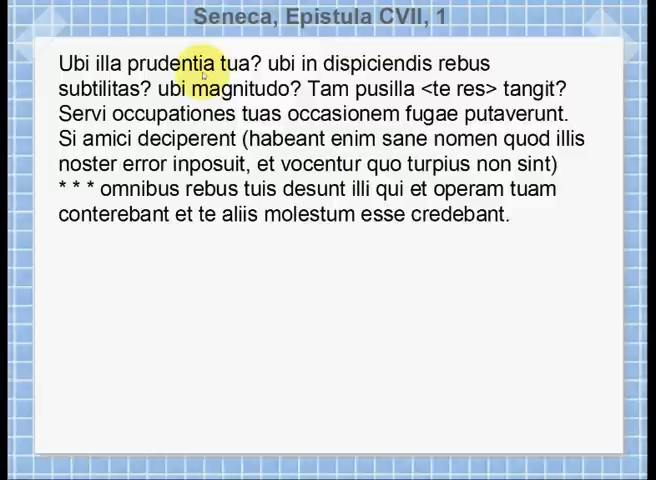 Seneca, Epistula CVII, 1
Ubi illa prudentia tua? ubi in dispiciendis rebus
subtilitas? ubi magnitudo? Tam pusilla <te res> tangit?
Servi occupationes tuas occasionem fugae putaverunt.
Si amici deciperent (habeant enim sane nomen quod illis
noster error inposuit, et vocentur quo turpius non sint)
* * * omnibus rebus tuis desunt illi qui et operam tuam
conterebant et te aliis molestum esse credebant.